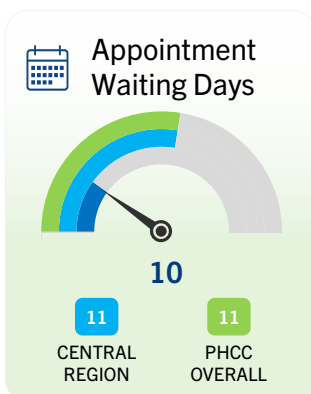 Appointment
Waiting Days
10
11
11
CENTRAL
REGION
PHCC
OVERALL